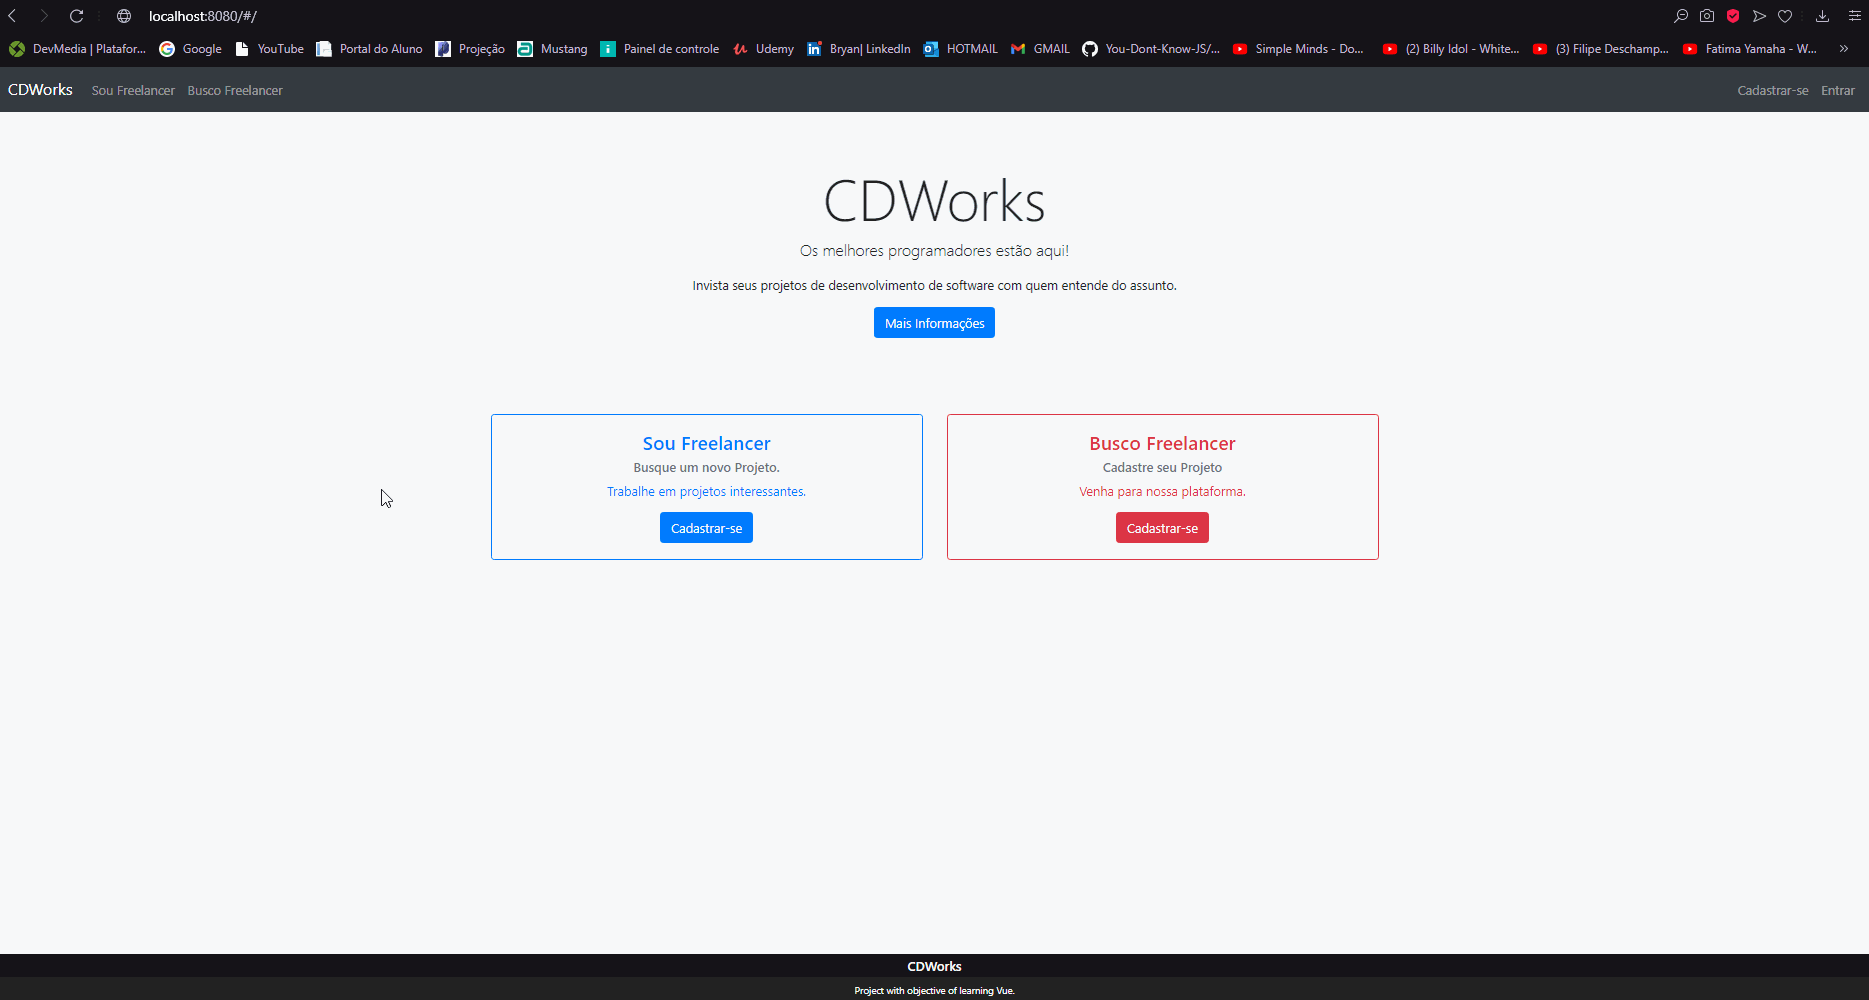 localhost:8080/#/
DevMedia | Platafor... Google YouTube Portal do Aluno Projeção Mustang Painel de controle Udemy Bryan| LinkedIn HOTMAIL GMAIL You-Dont-Know-JS/... Simple Minds - Do... (2) Billy Idol - White... (3) Filipe Deschamp... Fatima Yamaha - W... »
CDWorks Sou Freelancer Busco Freelancer Cadastrar-se Entrar
CDWorks
Os melhores programadores estão aqui!
Invista seus projetos de desenvolvimento de software com quem entende do assunto.
Mais Informações
Sou Freelancer
Busque um novo Projeto.
Trabalhe em projetos interessantes.
Cadastrar-se
Busco Freelancer
Cadastre seu Projeto
Venha para nossa plataforma.
Cadastrar-se
CDWorks
Project with objective of learning Vue.